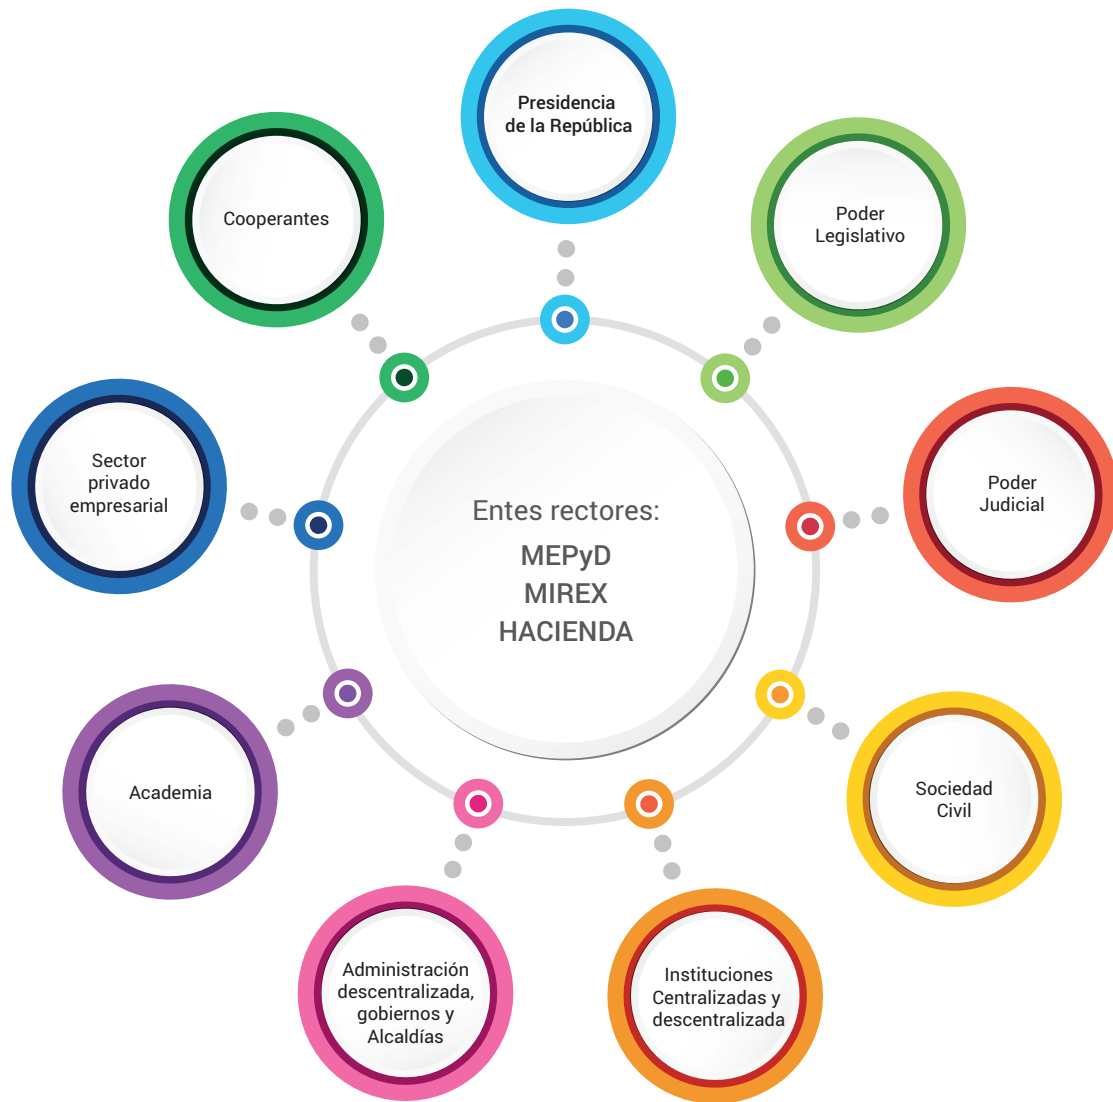 Presidencia
de la República
Poder
Legislativo
Poder
Judicial
Sociedad
Civil
Instituciones
Centralizadas y
descentralizada
Administración
descentralizada,
gobiernos y
Alcaldías
Academia
Sector
privado
empresarial
Cooperantes
Entes rectores:
MEPyD
MIREX
HACIENDA